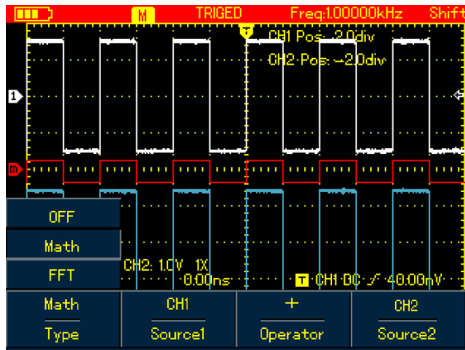 M TRIGED Freq:1.00000kHz Shift
T CH1 Pos: 2.0div
CH2 Pos: -2.0div
1
m
OFF
Math
FFT
CH2: 1.0V 1X
0.00ns T CH1 DC 40.00mV
Math CH1 + CH2
Type Source1 Operator Source2